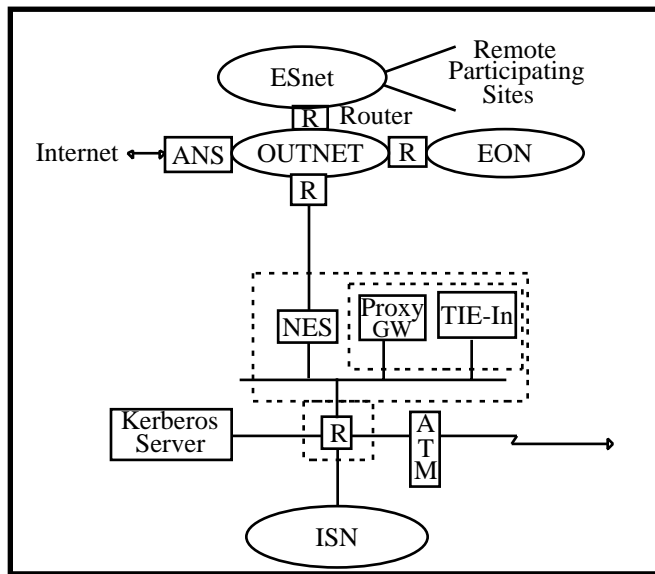 Remote
Participating
Sites
ESnet
R
Router
Internet
ANS
OUTNET
R
EON
R
NES
Proxy
GW
TIE-In
Kerberos
Server
R
A
T
M
ISN